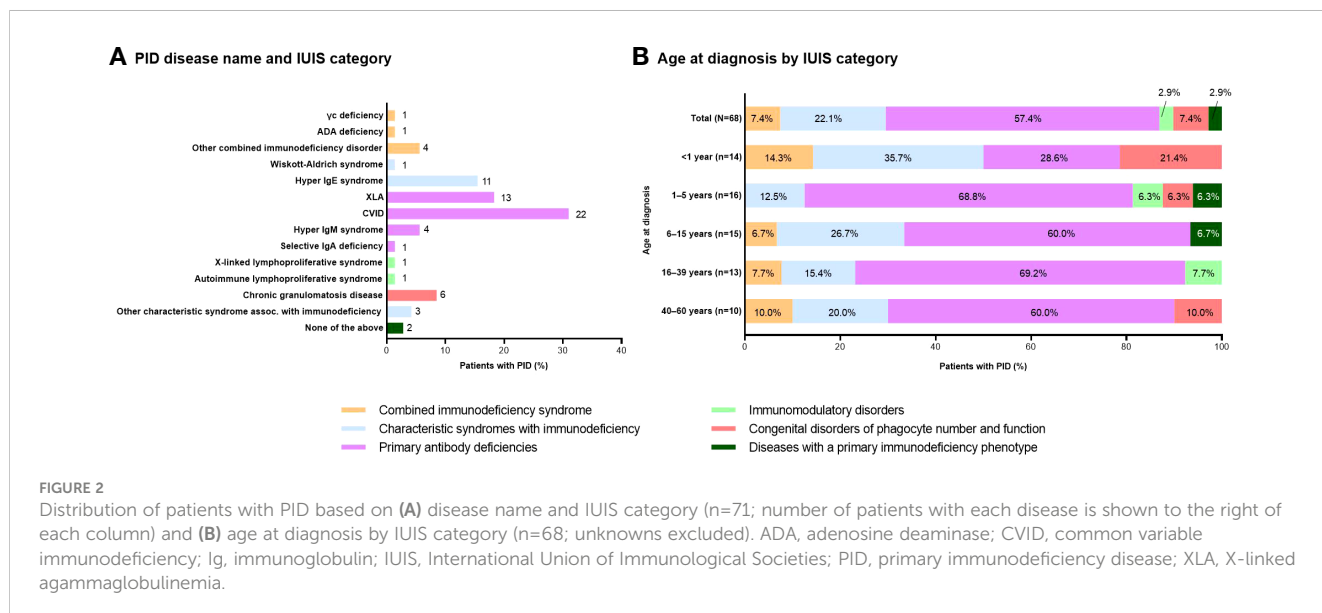 A PID disease name and IUIS category
γc deficiency 1
ADA deficiency 1
Other combined immunodeficiency disorder 4
Wiskott-Aldrich syndrome 1
Hyper IgE syndrome 11
XLA 13
CVID 22
Hyper IgM syndrome 4
Selective IgA deficiency 1
X-linked lymphoproliferative syndrome 1
Autoimmune lymphoproliferative syndrome 1
Chronic granulomatosis disease 6
Other characteristic syndrome assoc. with immunodeficiency 3
None of the above 2
0 10 20 30 40
Patients with PID (%)
B Age at diagnosis by IUIS category
2.9% 2.9%
Total (N=68) 7.4% 22.1% 57.4% 7.4%
<1 year (n=14) 14.3% 35.7% 28.6% 21.4%
1–5 years (n=16) 12.5% 68.8% 6.3% 6.3% 6.3%
6–15 years (n=15) 6.7% 26.7% 60.0% 6.7%
16–39 years (n=13) 7.7% 15.4% 69.2% 7.7%
40–60 years (n=10) 10.0% 20.0% 60.0% 10.0%
Age at diagnosis
0 20 40 60 80 100
Patients with PID (%)
Combined immunodeficiency syndrome
Characteristic syndromes with immunodeficiency
Primary antibody deficiencies
Immunomodulatory disorders
Congenital disorders of phagocyte number and function
Diseases with a primary immunodeficiency phenotype
FIGURE 2
Distribution of patients with PID based on (A) disease name and IUIS category (n=71; number of patients with each disease is shown to the right of
each column) and (B) age at diagnosis by IUIS category (n=68; unknowns excluded). ADA, adenosine deaminase; CVID, common variable
immunodeficiency; Ig, immunoglobulin; IUIS, International Union of Immunological Societies; PID, primary immunodeficiency disease; XLA, X-linked
agammaglobulinemia.